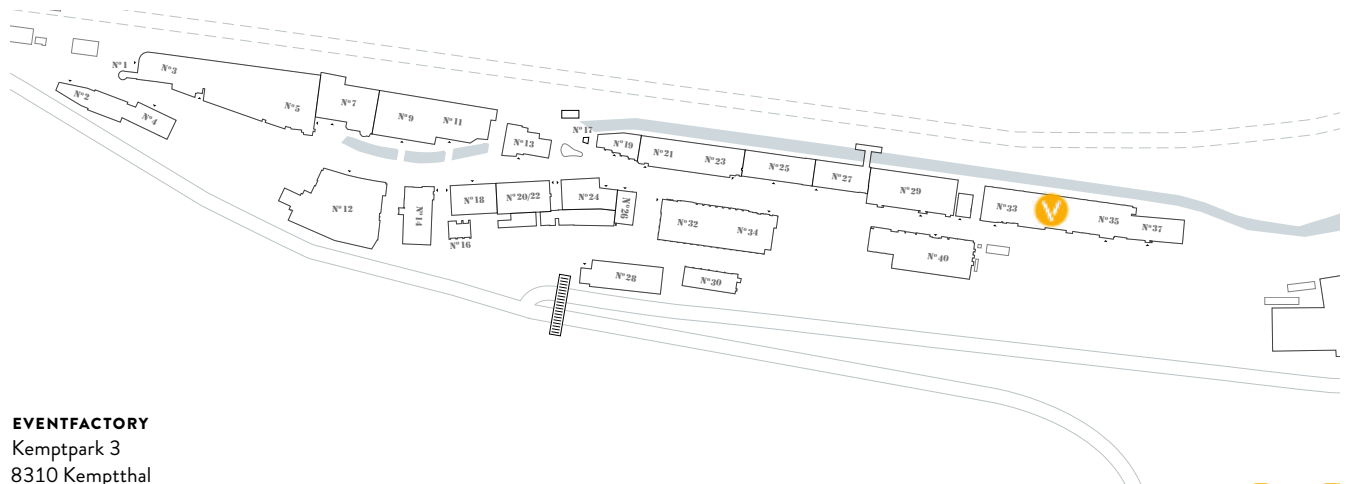 N°1
N°3
N°2
N°4
N°5
N°7
N°9
N°11
N°13
N°17
N°19
N°21
N°23
N°25
N°27
N°29
N°33
V
N°35
N°37
N°12
N°14
N°18
N°20/22
N°24
N°26
N°16
N°32
N°34
N°40
N°28
N°30
EVENTFACTORY
Kemptpark 3
8310 Kemptthal